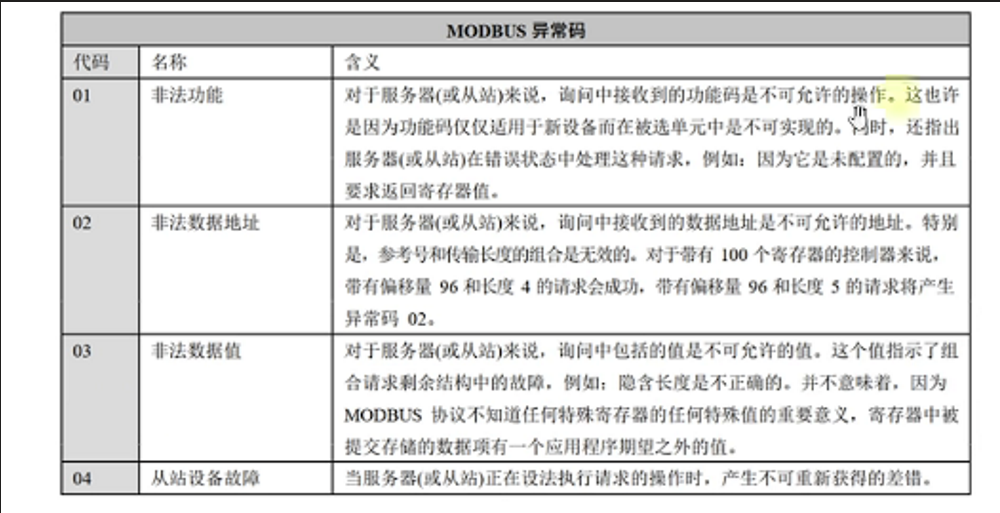 MODBUS 异常码
代码 名称 含义
01 非法功能 对于服务器(或从站)来说，询问中接收到的功能码是不可允许的操作。这也许
是因为功能码仅仅适用于新设备而在被选单元中是不可实现的。同时，还指出
服务器(或从站)在错误状态中处理这种请求，例如：因为它是未配置的，并且
要求返回寄存器值。
02 非法数据地址 对于服务器(或从站)来说，询问中接收到的数据地址是不可允许的地址。特别
是，参考号和传输长度的组合是无效的。对于带有 100 个寄存器的控制器来说，
带有偏移量 96 和长度 4 的请求会成功，带有偏移量 96 和长度 5 的请求将产生
异常码 02。
03 非法数据值 对于服务器(或从站)来说，询问中包括的值是不可允许的值。这个值指示了组
合请求剩余结构中的故障，例如：隐含长度是不正确的。并不意味着，因为
MODBUS 协议不知道任何特殊寄存器的任何特殊值的重要意义，寄存器中被
提交存储的数据项有一个应用程序期望之外的值。
04 从站设备故障 当服务器(或从站)正在设法执行请求的操作时，产生不可重新获得的差错。